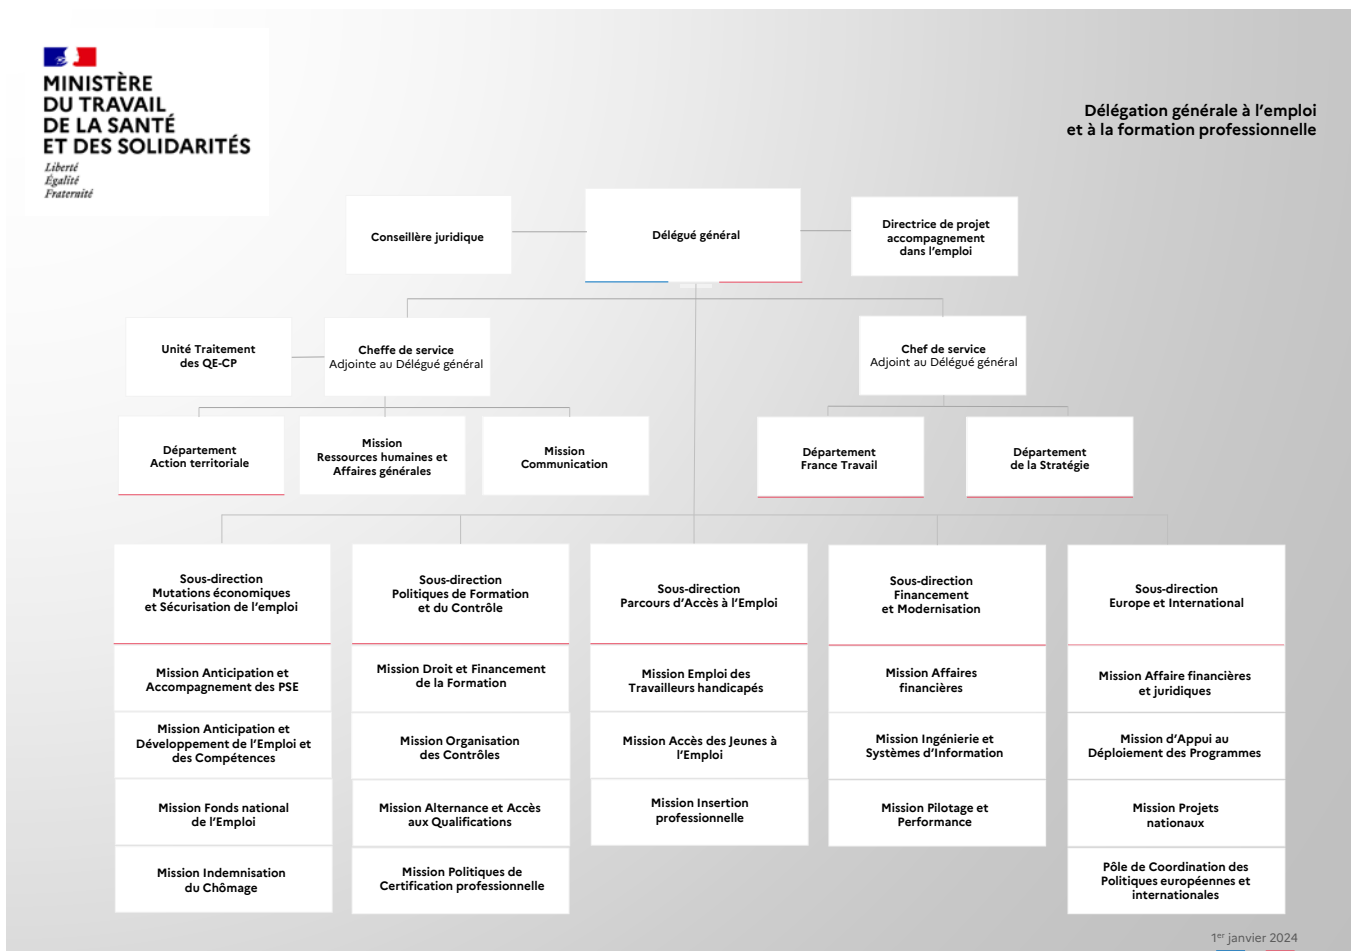 MINISTÈRE
DU TRAVAIL
DE LA SANTÉ
ET DES SOLIDARITÉS
Liberté
Égalité
Fraternité
Délégation générale à l'emploi
et à la formation professionnelle
Conseillère juridique
Délégué général
Directrice de projet
accompagnement
dans l'emploi
Unité Traitement
des QE-CP
Cheffe de service
Adjointe au Délégué général
Chef de service
Adjoint au Délégué général
Département
Action territoriale
Mission
Ressources humaines et
Affaires générales
Mission
Communication
Département
France Travail
Département
de la Stratégie
Sous-direction
Mutations économiques
et Sécurisation de l'emploi
Mission Anticipation et
Accompagnement des PSE
Mission Anticipation et
Développement de l'Emploi et
des Compétences
Mission Fonds national
de l'Emploi
Mission Indemnisation
du Chômage
Sous-direction
Politiques de Formation
et du Contrôle
Mission Droit et Financement
de la Formation
Mission Organisation
des Contrôles
Mission Alternance et Accès
aux Qualifications
Mission Politiques de
Certification professionnelle
Sous-direction
Parcours d'Accès à l'Emploi
Mission Emploi des
Travailleurs handicapés
Mission Accès des Jeunes à
l'Emploi
Mission Insertion
professionnelle
Sous-direction
Financement
et Modernisation
Mission Affaires
financières
Mission Ingénierie et
Systèmes d'Information
Mission Pilotage et
Performance
Sous-direction
Europe et International
Mission Affaire financières
et juridiques
Mission d'Appui au
Déploiement des Programmes
Mission Projets
nationaux
Pôle de Coordination des
Politiques européennes et
internationales
1er janvier 2024